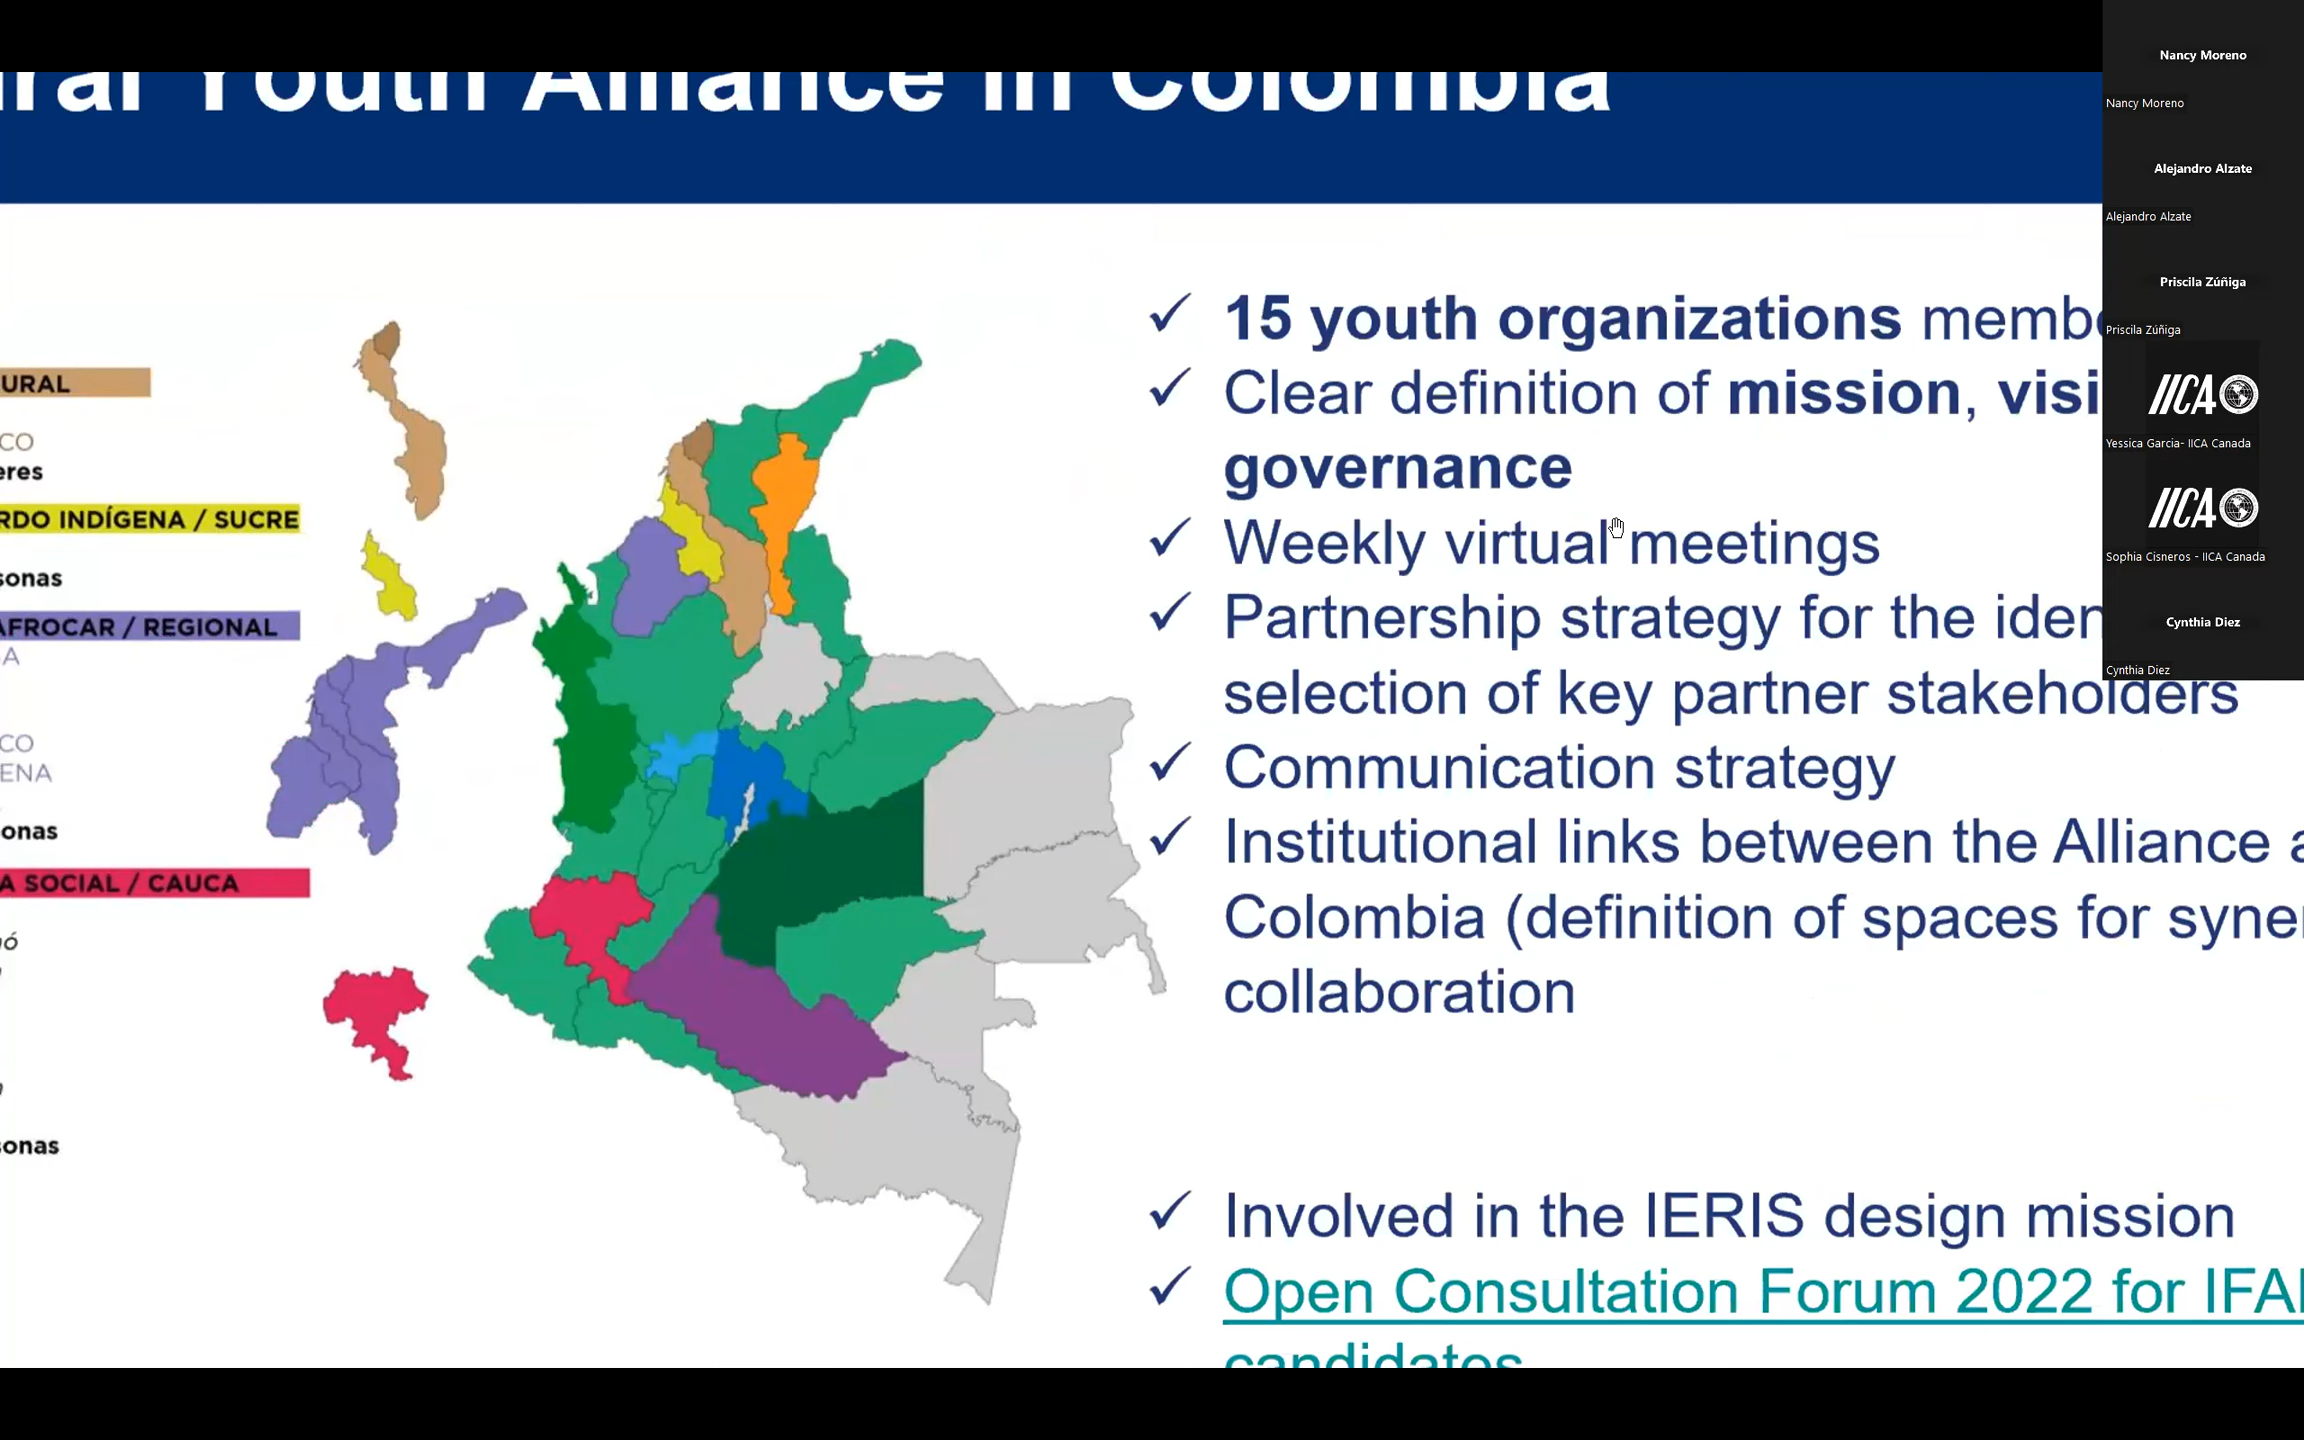 Youth Alliance in Colombia
URAL
CO
eres
RDO INDÍGENA / SUCRE
sonas
AFROCAR / REGIONAL
A
CO
ENA
onas
A SOCIAL / CAUCA
ó
sonas
✓ 15 youth organizations memb
✓ Clear definition of mission, visi
governance
✓ Weekly virtual meetings
✓ Partnership strategy for the iden
selection of key partner stakeholders
✓ Communication strategy
✓ Institutional links between the Alliance a
Colombia (definition of spaces for syner
collaboration
✓ Involved in the IERIS design mission
✓ Open Consultation Forum 2022 for IFA
candidates
Nancy Moreno
Nancy Moreno
Alejandro Alzate
Alejandro Alzate
Priscila Zúñiga
Priscila Zúñiga
IICA
Yessica Garcia- IICA Canada
IICA
Sophia Cisneros - IICA Canada
Cynthia Diez
Cynthia Diez